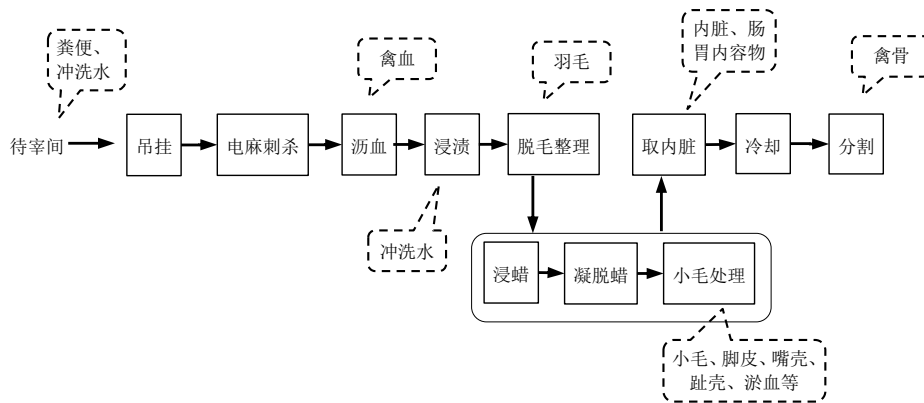 粪便、
冲洗水
禽血
羽毛
内脏、肠
胃内容物
禽骨
待宰间
吊挂
电麻刺杀
沥血
浸渍
脱毛整理
取内脏
冷却
分割
冲洗水
浸蜡
凝脱蜡
小毛处理
小毛、脚皮、嘴壳、
趾壳、淤血等